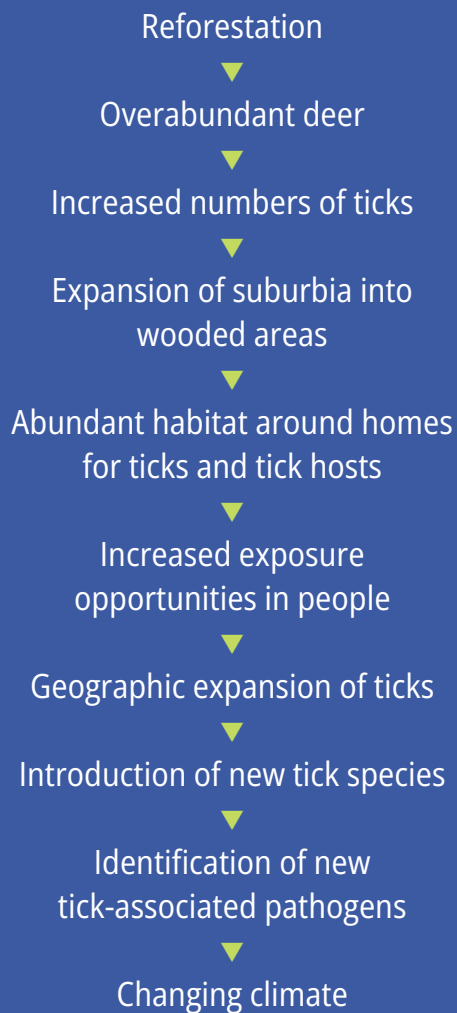 Reforestation
Overabundant deer
Increased numbers of ticks
Expansion of suburbia into
wooded areas
Abundant habitat around homes
for ticks and tick hosts
Increased exposure
opportunities in people
Geographic expansion of ticks
Introduction of new tick species
Identification of new
tick-associated pathogens
Changing climate